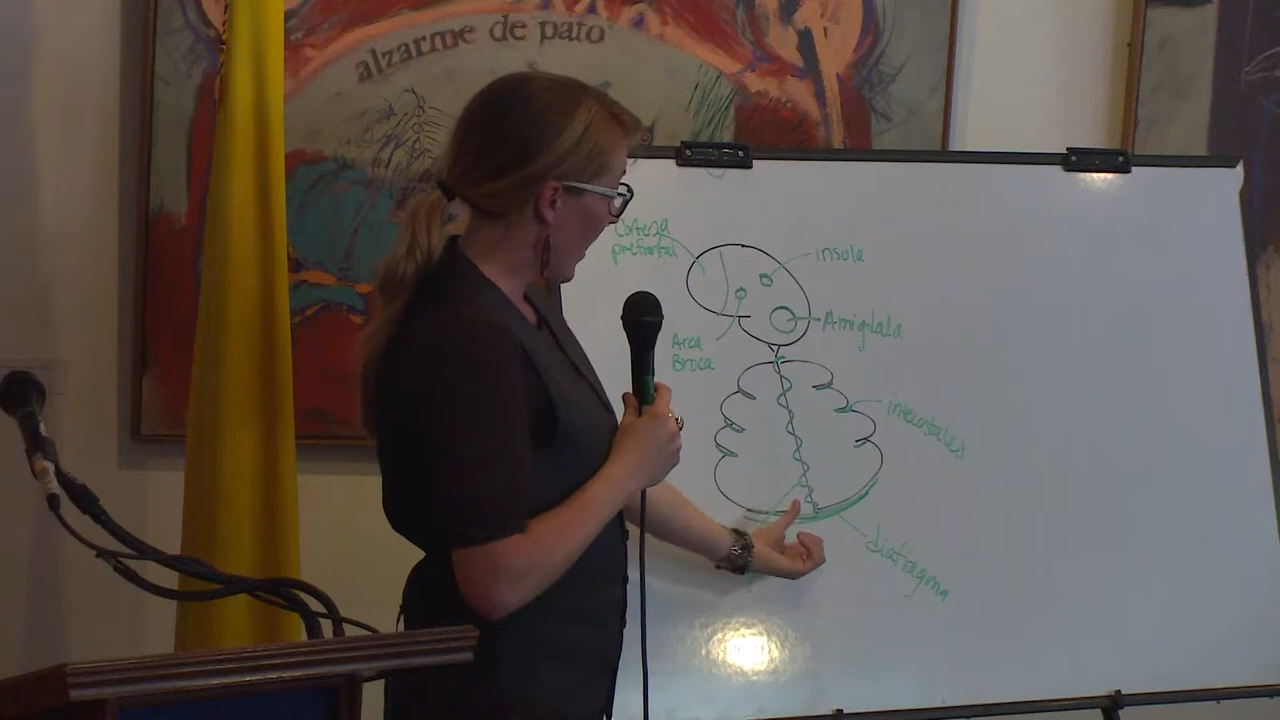 alzarme de pato
Corteza
prefrontal
insula
Amigdala
Area
Broca
intercostales
diafragma